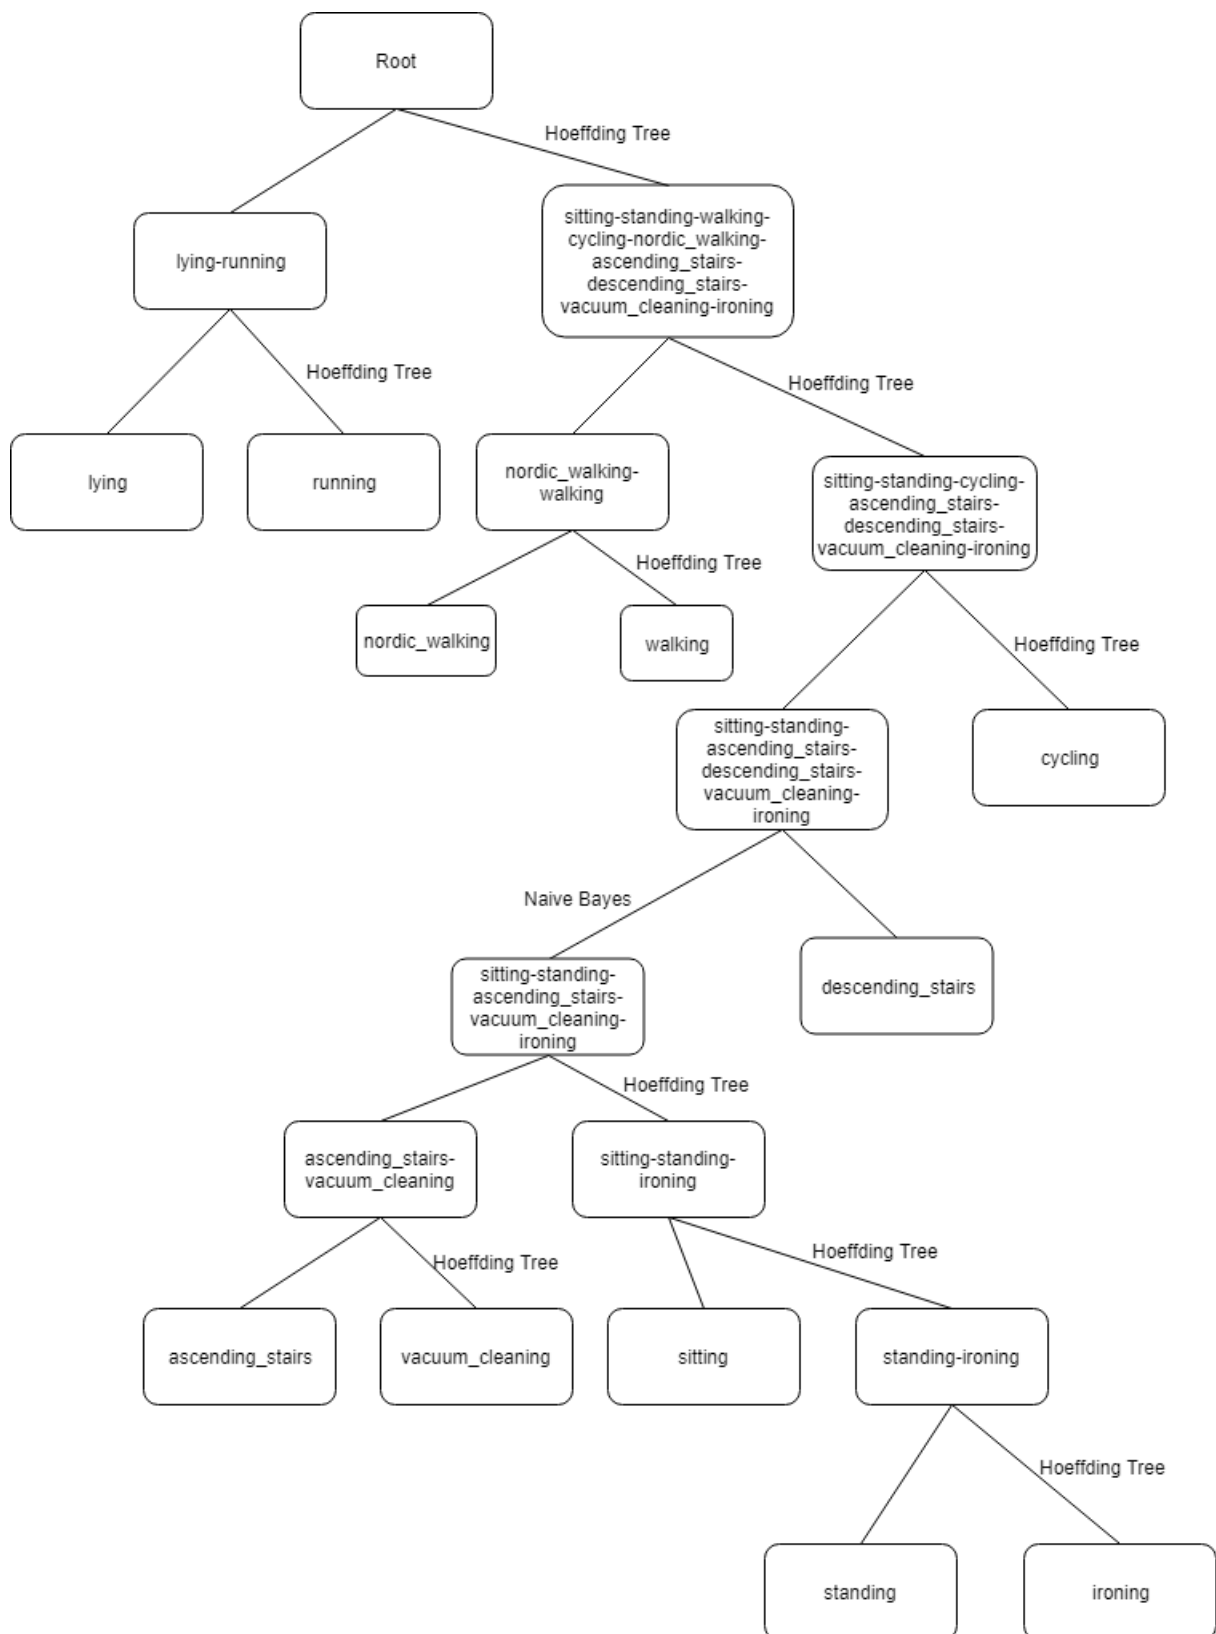 Root
Hoeffding Tree
sitting-standing-walking-
cycling-nordic_walking-
ascending_stairs-
descending_stairs-
vacuum_cleaning-ironing
lying-running
Hoeffding Tree
Hoeffding Tree
lying
running
nordic_walking-
walking
sitting-standing-cycling-
ascending_stairs-
descending_stairs-
vacuum_cleaning-ironing
Hoeffding Tree
nordic_walking
walking
Hoeffding Tree
sitting-standing-
ascending_stairs-
descending_stairs-
vacuum_cleaning-
ironing
cycling
Naive Bayes
sitting-standing-
ascending_stairs-
vacuum_cleaning-
ironing
descending_stairs
Hoeffding Tree
ascending_stairs-
vacuum_cleaning
sitting-standing-
ironing
Hoeffding Tree
Hoeffding Tree
ascending_stairs
vacuum_cleaning
sitting
standing-ironing
Hoeffding Tree
standing
ironing